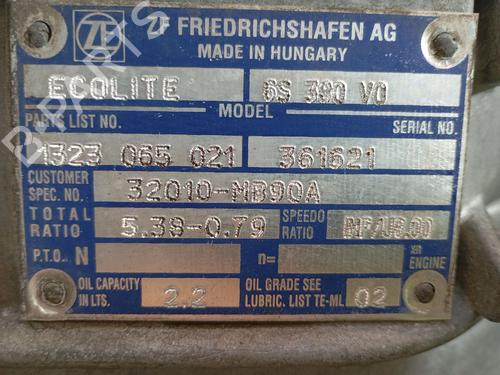 ZF FRIEDRICHSHAFEN AG
MADE IN HUNGARY
ECOLITE 6S 380 VO
MODEL
PARTS LIST NO. SERIAL NO.
1323 065 021 361621
CUSTOMER SPEC. NO. 32010-MB90A
TOTAL RATIO 5.38-0.79 SPEEDO RATIO
P.T.O. N n= x ENGINE
OIL CAPACITY IN LTS. 2.2 OIL GRADE SEE LUBRIC. LIST TE-ML 02
B-PARTS